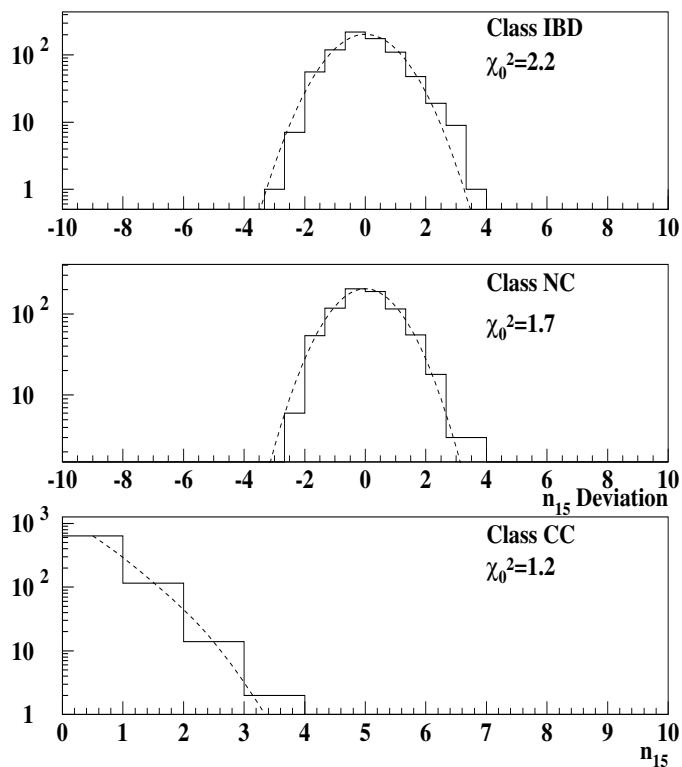 Class IBD
χ₀²=2.2
10²
10
1
-10 -8 -6 -4 -2 0 2 4 6 8 10
Class NC
χ₀²=1.7
10²
10
-10 -8 -6 -4 -2 0 2 4 6 8 10
n₁₅ Deviation
Class CC
χ₀²=1.2
10³
10²
10
1
0 1 2 3 4 5 6 7 8 9 10
n₁₅